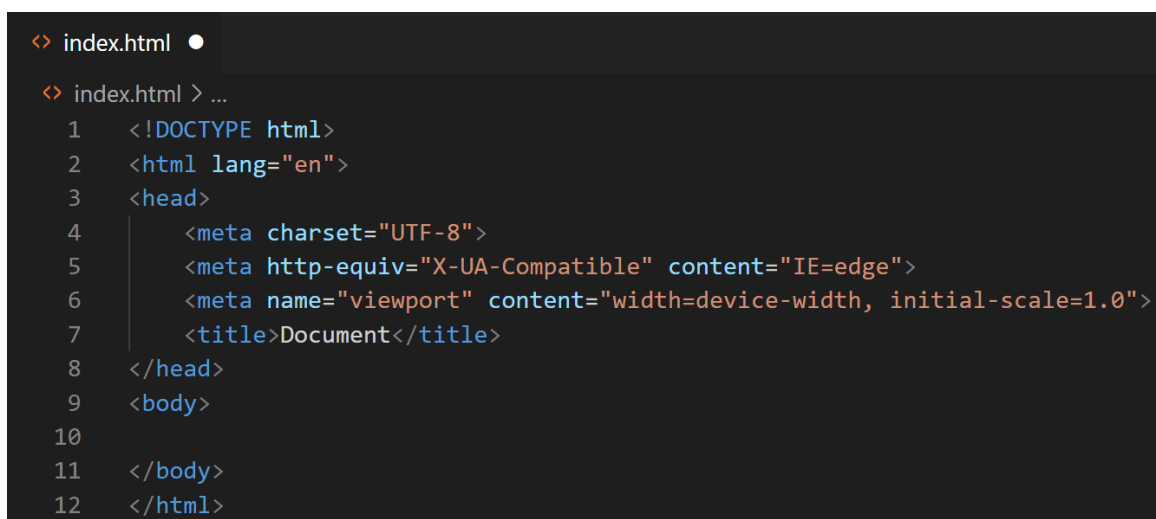 <> index.html ●
<> index.html > ...
1 <!DOCTYPE html>
2 <html lang="en">
3 <head>
4     <meta charset="UTF-8">
5     <meta http-equiv="X-UA-Compatible" content="IE=edge">
6     <meta name="viewport" content="width=device-width, initial-scale=1.0">
7     <title>Document</title>
8 </head>
9 <body>
10
11 </body>
12 </html>